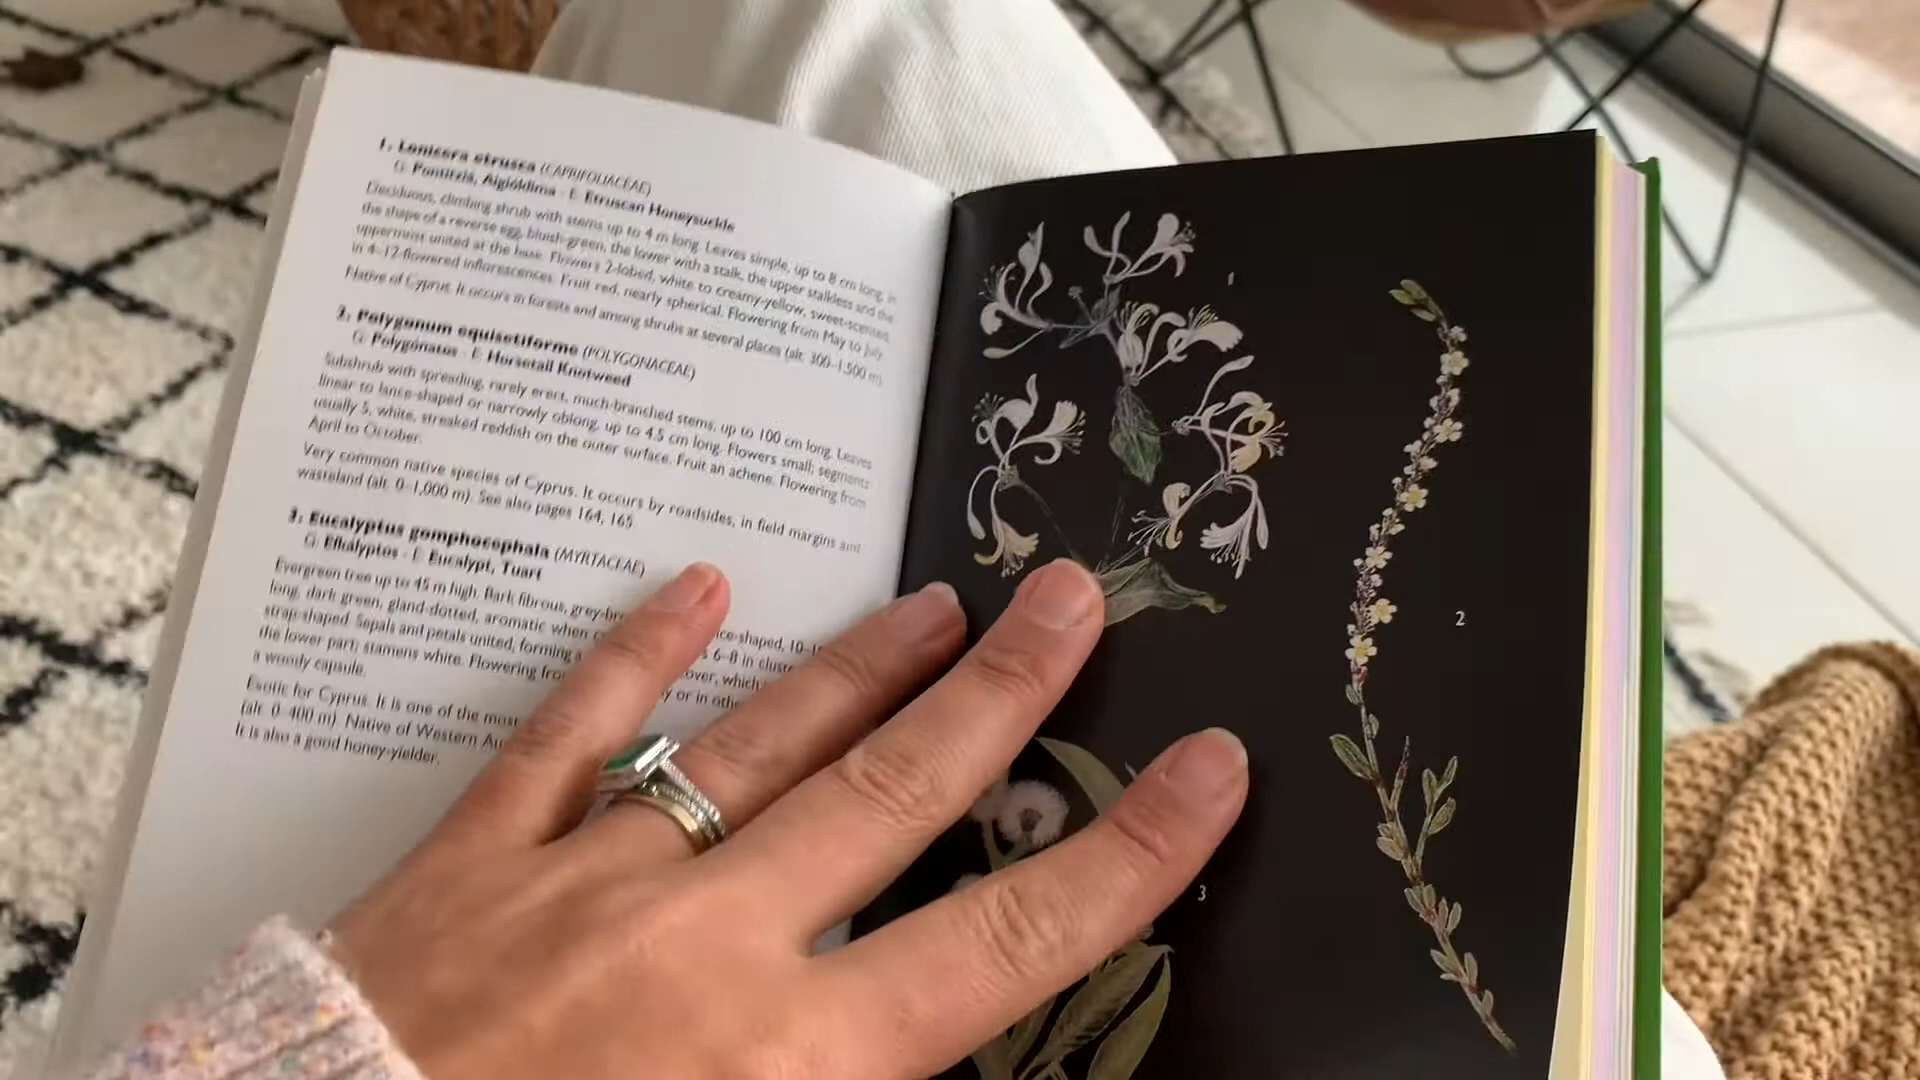 1. Lonicera etrusca (CAPRIFOLIACEAE)
G: Pontitzia, Aigióklima - E: Etruscan Honeysuckle
Deciduous, climbing shrub with stems up to 4 m long. Leaves simple, up to 8 cm long, in
the shape of a reverse egg, bluish-green, the lower with a stalk, the upper stalkless and the
uppermost united at the base. Flowers 2-lobed, white to creamy-yellow, sweet-scented,
in 4-12-flowered inflorescences. Fruit red, nearly spherical. Flowering from May to July.
Native of Cyprus. It occurs in forests and among shrubs at several places (alt. 300-1,500 m).
2. Polygonum equisetiforme (POLYGONACEAE)
G: Polygónatos - E: Horsetail Knotweed
Subshrub with spreading, rarely erect, much-branched stems, up to 100 cm long. Leaves
linear to lance-shaped or narrowly oblong, up to 4.5 cm long. Flowers small; segments
usually 5, white, streaked reddish on the outer surface. Fruit an achene. Flowering from
April to October.
Very common native species of Cyprus. It occurs by roadsides, in field margins and
wasteland (alt. 0-1,000 m). See also pages 164, 165.
3. Eucalyptus gomphocephala (MYRTACEAE)
G: Efkályptos - E: Eucalypt, Tuart
Evergreen tree up to 45 m high. Bark fibrous, 
long, dark green, gland-dotted, aromatic when 6-8 in
strap-shaped. Sepals and petals united, forming a which
the lower part; stamens white. Flowering or in
a woody capsule.
Exotic for Cyprus. It is one of the most
(alt. 0-400 m). Native of Western
It is also a good honey-yielder.
1
2
3